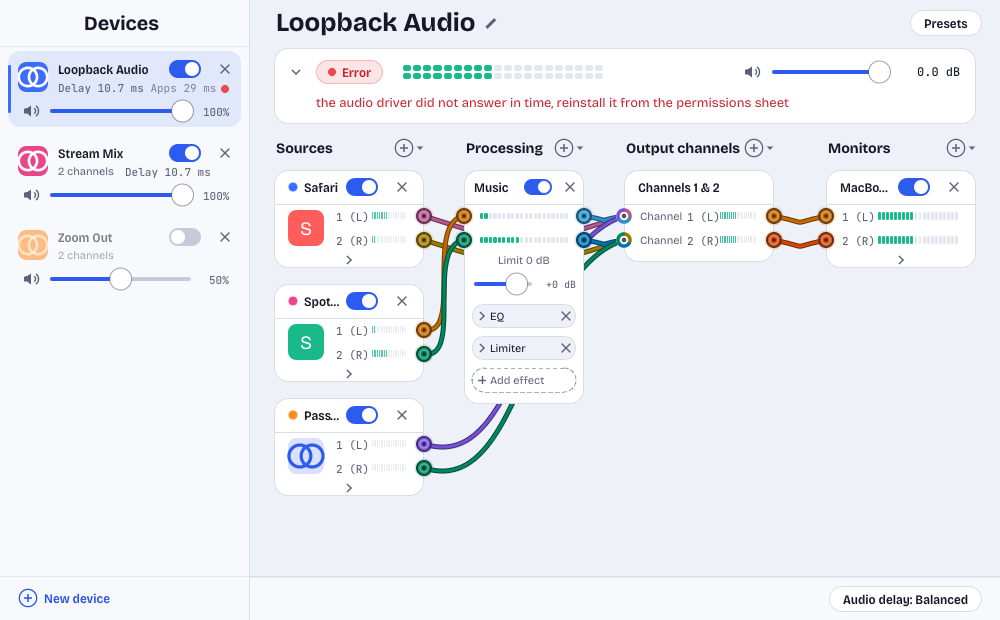 Devices
Loopback Audio
Delay 10.7 ms Apps 29 ms
100%
Stream Mix
2 channels Delay 10.7 ms
100%
Zoom Out
2 channels
50%
New device
Loopback Audio
Presets
Error
0.0 dB
the audio driver did not answer in time, reinstall it from the permissions sheet
Sources
Processing
Output channels
Monitors
Safari
S
1 (L)
2 (R)
Spot...
S
1 (L)
2 (R)
Pass...
1 (L)
2 (R)
Music
Limit 0 dB
+0 dB
EQ
Limiter
Add effect
Channels 1 & 2
Channel 1 (L)
Channel 2 (R)
MacBo...
1 (L)
2 (R)
Audio delay: Balanced